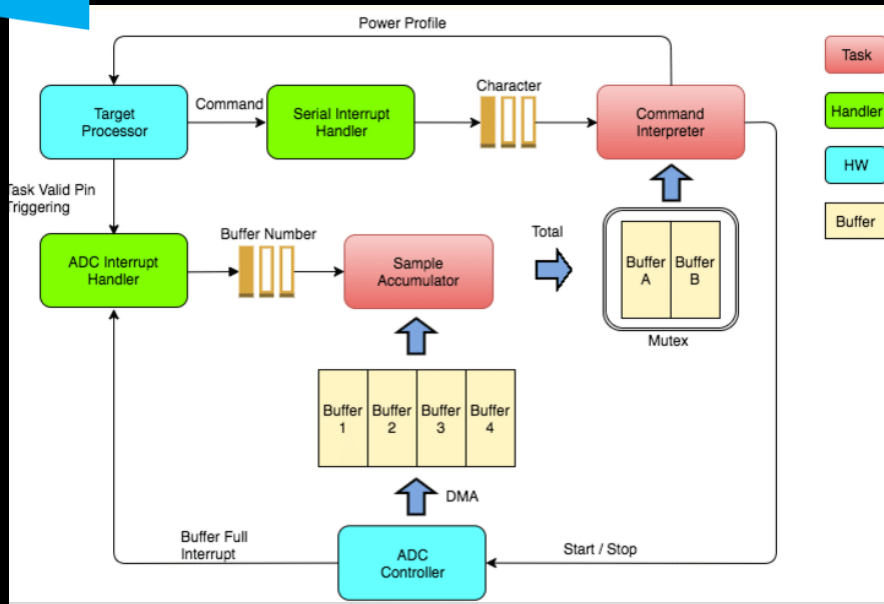 Power Profile
Task
Character
Target
Processor
Command
Serial Interrupt
Handler
Command
Interpreter
Handler
HW
Task Valid Pin
Triggering
Buffer
Buffer Number
Total
ADC Interrupt
Handler
Sample
Accumulator
Buffer
A
Buffer
B
Mutex
Buffer
1
Buffer
2
Buffer
3
Buffer
4
DMA
Buffer Full
Interrupt
ADC
Controller
Start / Stop